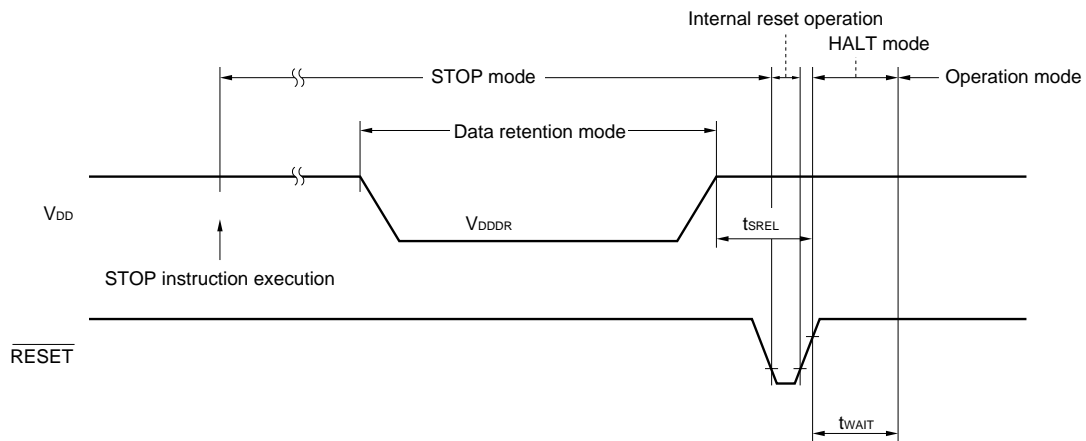 Internal reset operation
HALT mode
STOP mode
Operation mode
Data retention mode
VDD
VDDDR
tSREL
STOP instruction execution
RESET
tWAIT